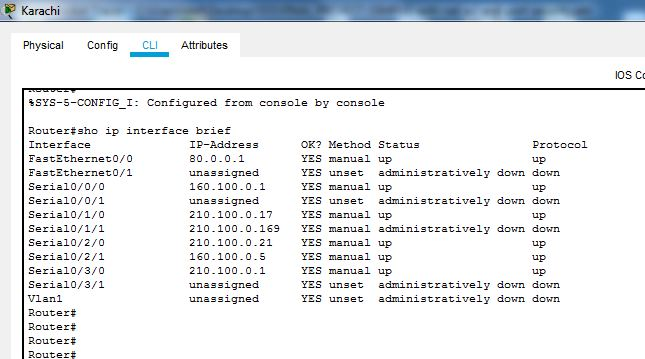 Karachi
Physical Config CLI Attributes
IOS Co
Router#
%SYS-5-CONFIG_I: Configured from console by console
Router#sho ip interface brief
Interface IP-Address OK? Method Status Protocol
FastEthernet0/0 80.0.0.1 YES manual up up
FastEthernet0/1 unassigned YES unset administratively down down
Serial0/0/0 160.100.0.1 YES manual up up
Serial0/0/1 unassigned YES unset administratively down down
Serial0/1/0 210.100.0.17 YES manual up up
Serial0/1/1 210.100.0.169 YES manual administratively down down
Serial0/2/0 210.100.0.21 YES manual up up
Serial0/2/1 160.100.0.5 YES manual up up
Serial0/3/0 210.100.0.1 YES manual up up
Serial0/3/1 unassigned YES unset administratively down down
Vlan1 unassigned YES unset administratively down down
Router#
Router#
Router#
Router#